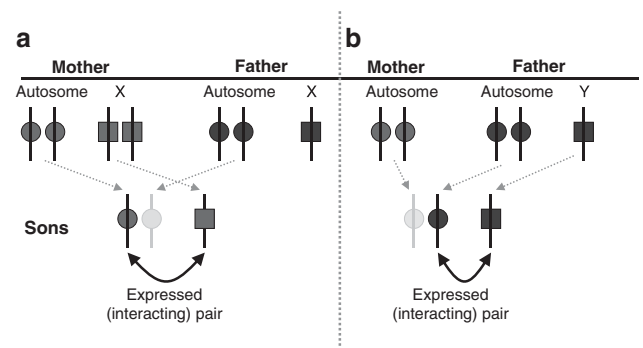 a
Mother Father
Autosome X Autosome X
Sons
Expressed
(interacting) pair
b
Mother Father
Autosome Autosome Y
Expressed
(interacting) pair